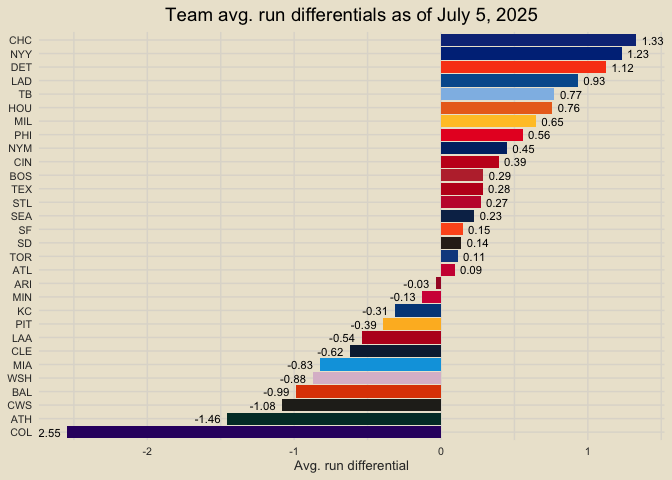 Team avg. run differentials as of July 5, 2025
CHC 1.33
NYY 1.23
DET 1.12
LAD 0.93
TB 0.77
HOU 0.76
MIL 0.65
PHI 0.56
NYM 0.45
CIN 0.39
BOS 0.29
TEX 0.28
STL 0.27
SEA 0.23
SF 0.15
SD 0.14
TOR 0.11
ATL 0.09
ARI -0.03
MIN -0.13
KC -0.31
PIT -0.39
LAA -0.54
CLE -0.62
MIA -0.83
WSH -0.88
BAL -0.99
CWS -1.08
ATH -1.46
COL 2.55
-2 -1 0 1
Avg. run differential